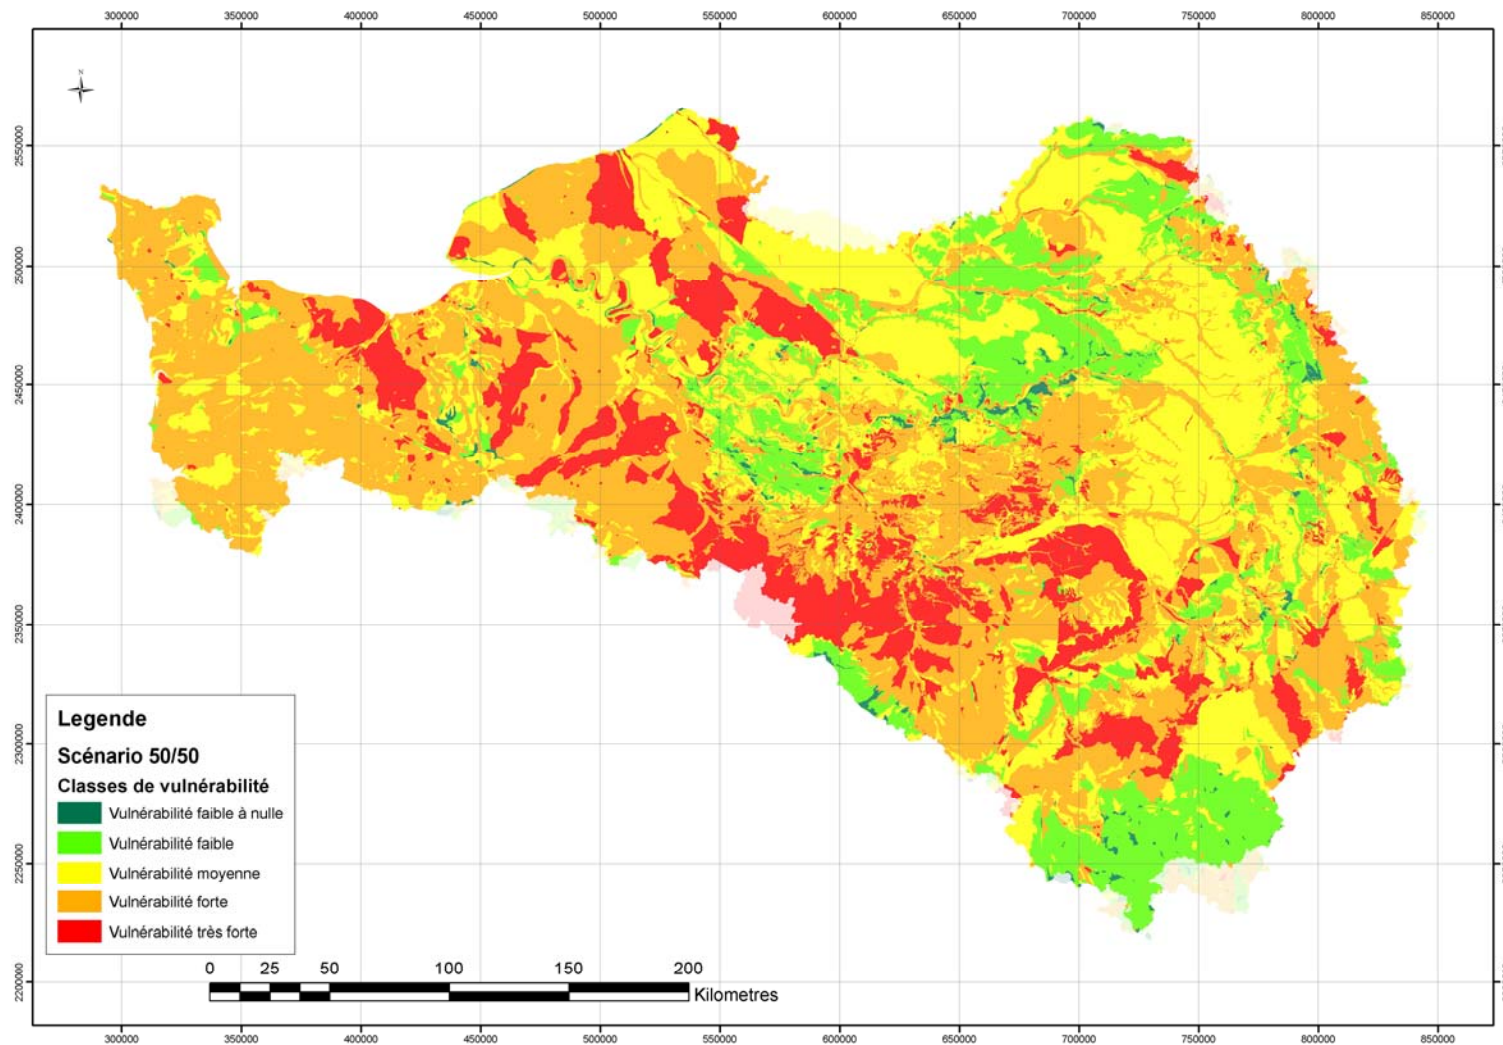 300000 350000 400000 450000 500000 550000 600000 650000 700000 750000 800000 850000
N
2550000
2500000
2450000
2400000
2350000
2300000
2250000
2200000
Legende
Scénario 50/50
Classes de vulnérabilité
Vulnérabilité faible à nulle
Vulnérabilité faible
Vulnérabilité moyenne
Vulnérabilité forte
Vulnérabilité très forte
0 25 50 100 150 200
Kilometres
300000 350000 400000 450000 500000 550000 600000 650000 700000 750000 800000 850000